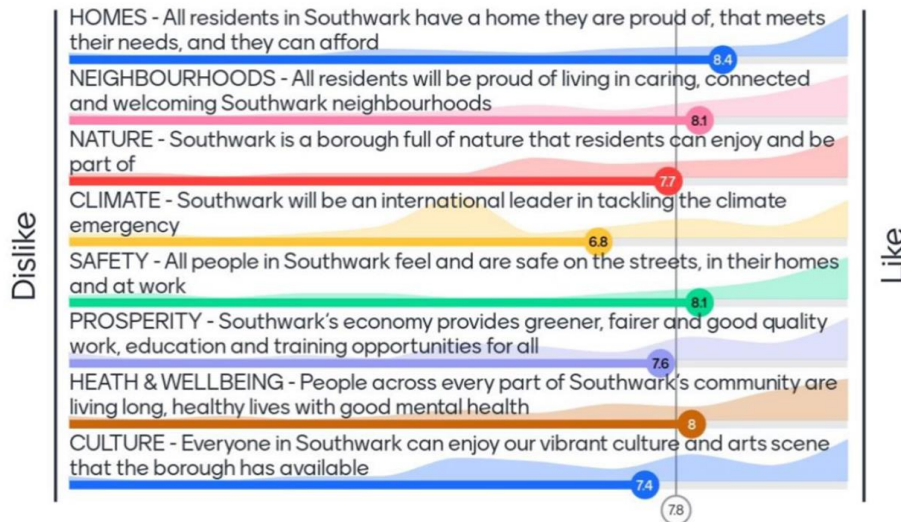 HOMES - All residents in Southwark have a home they are proud of, that meets
their needs, and they can afford
8.4
NEIGHBOURHOODS - All residents will be proud of living in caring, connected
and welcoming Southwark neighbourhoods
8.1
NATURE - Southwark is a borough full of nature that residents can enjoy and be
part of
7.7
CLIMATE - Southwark will be an international leader in tackling the climate
emergency
6.8
SAFETY - All people in Southwark feel and are safe on the streets, in their homes
and at work
8.1
PROSPERITY - Southwark's economy provides greener, fairer and good quality
work, education and training opportunities for all
7.6
HEATH & WELLBEING - People across every part of Southwark's community are
living long, healthy lives with good mental health
8
CULTURE - Everyone in Southwark can enjoy our vibrant culture and arts scene
that the borough has available
7.4
7.8
Dislike
Like